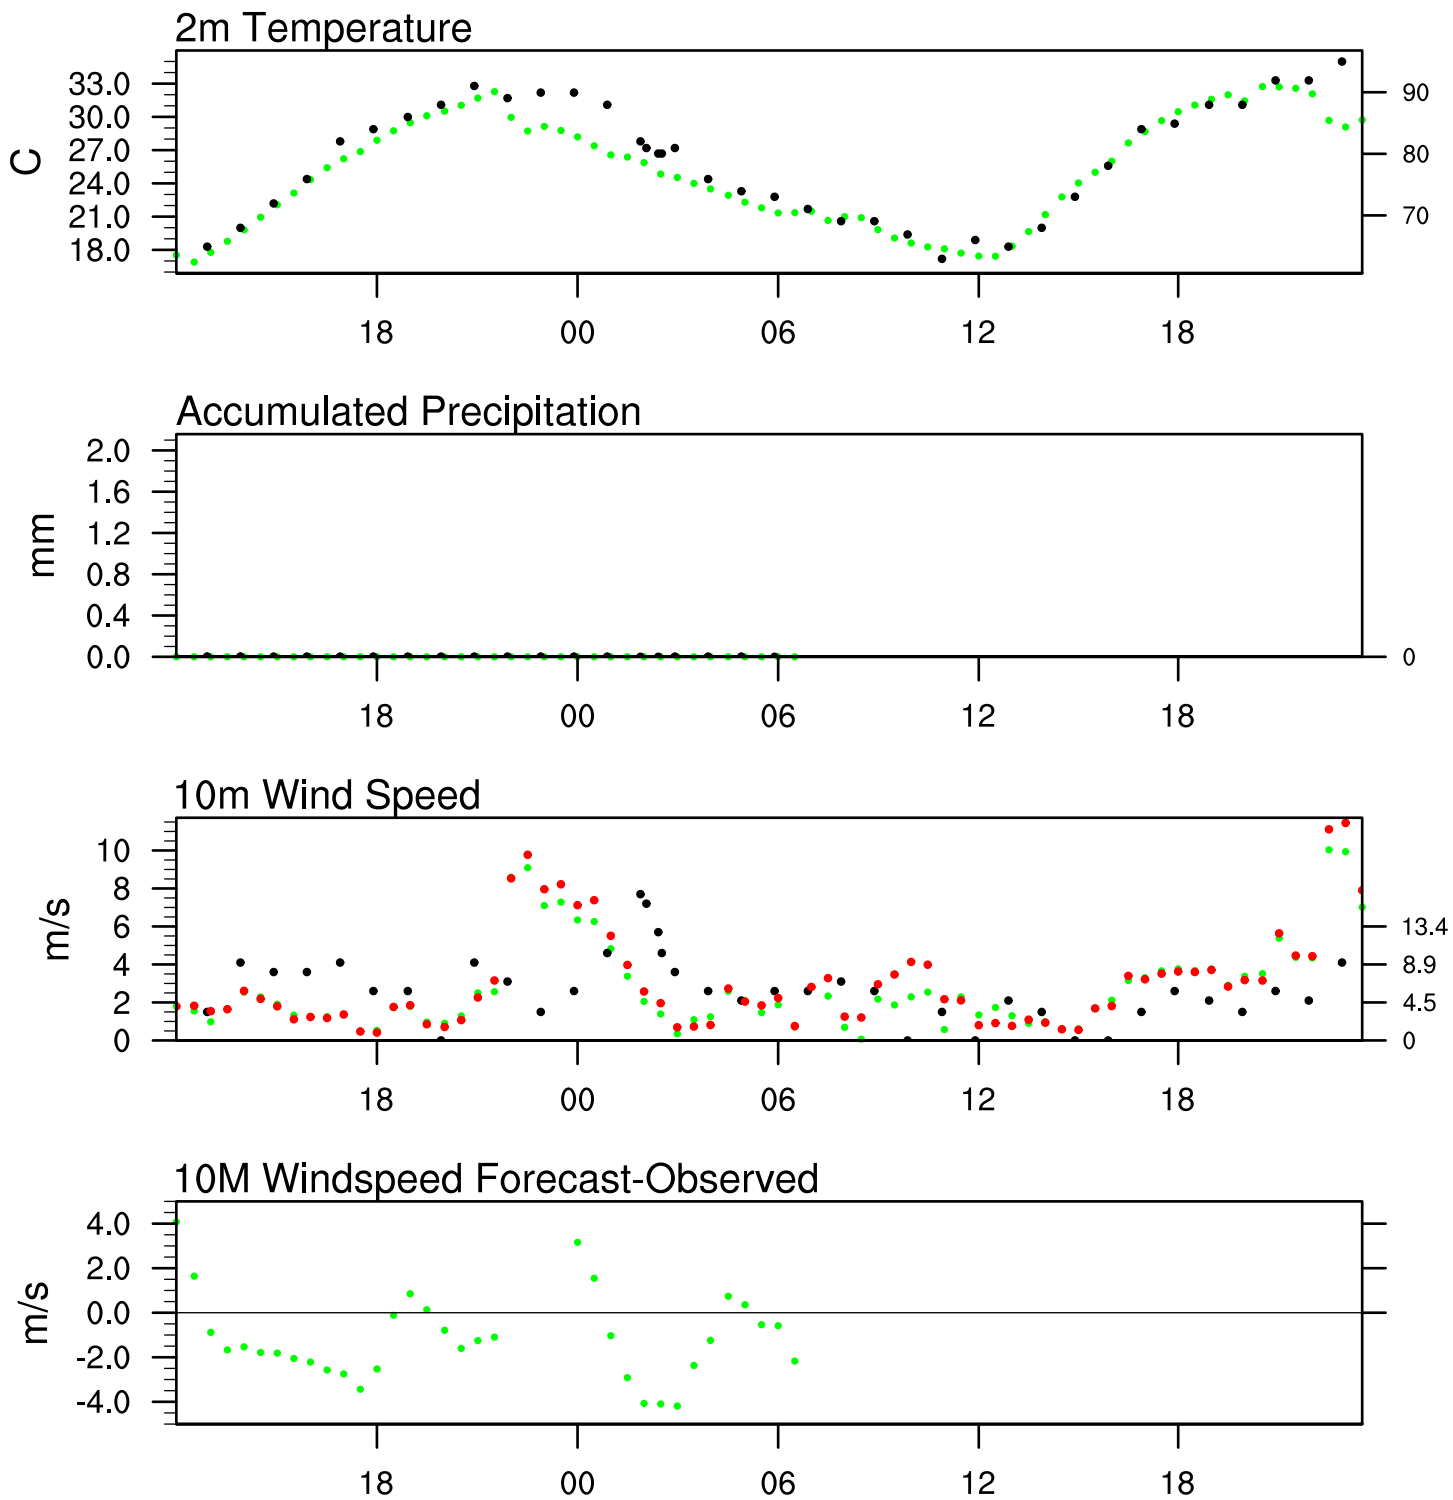 2m Temperature
33.0
30.0
27.0
24.0
21.0
18.0
C
90
80
70
18 00 06 12 18
Accumulated Precipitation
2.0
1.6
1.2
0.8
0.4
0.0
mm
0
18 00 06 12 18
10m Wind Speed
10
8
6
4
2
0
m/s
13.4
8.9
4.5
0
18 00 06 12 18
10M Windspeed Forecast-Observed
4.0
2.0
0.0
-2.0
-4.0
m/s
18 00 06 12 18